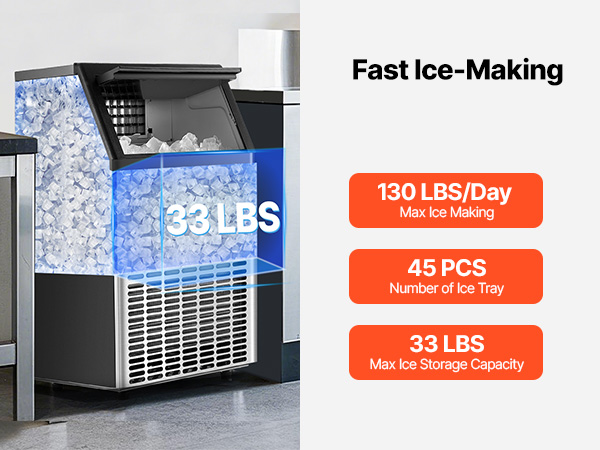 Fast Ice-Making
33 LBS
130 LBS/Day
Max Ice Making
45 PCS
Number of Ice Tray
33 LBS
Max Ice Storage Capacity